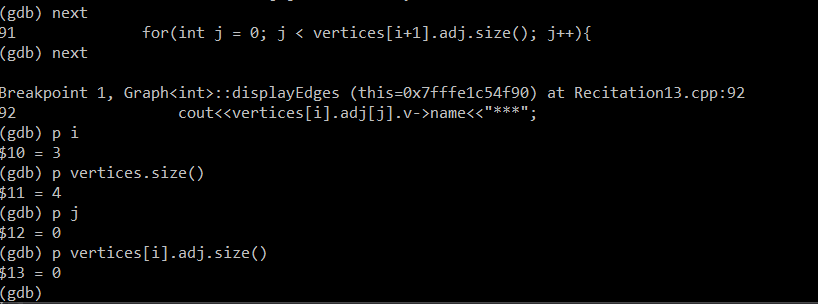 (gdb) next
91 for(int j = 0; j < vertices[i+1].adj.size(); j++){
(gdb) next
Breakpoint 1, Graph<int>::displayEdges (this=0x7fffe1c54f90) at Recitation13.cpp:92
92 cout<<vertices[i].adj[j].v->name<<"***";
(gdb) p i
$10 = 3
(gdb) p vertices.size()
$11 = 4
(gdb) p j
$12 = 0
(gdb) p vertices[i].adj.size()
$13 = 0
(gdb)